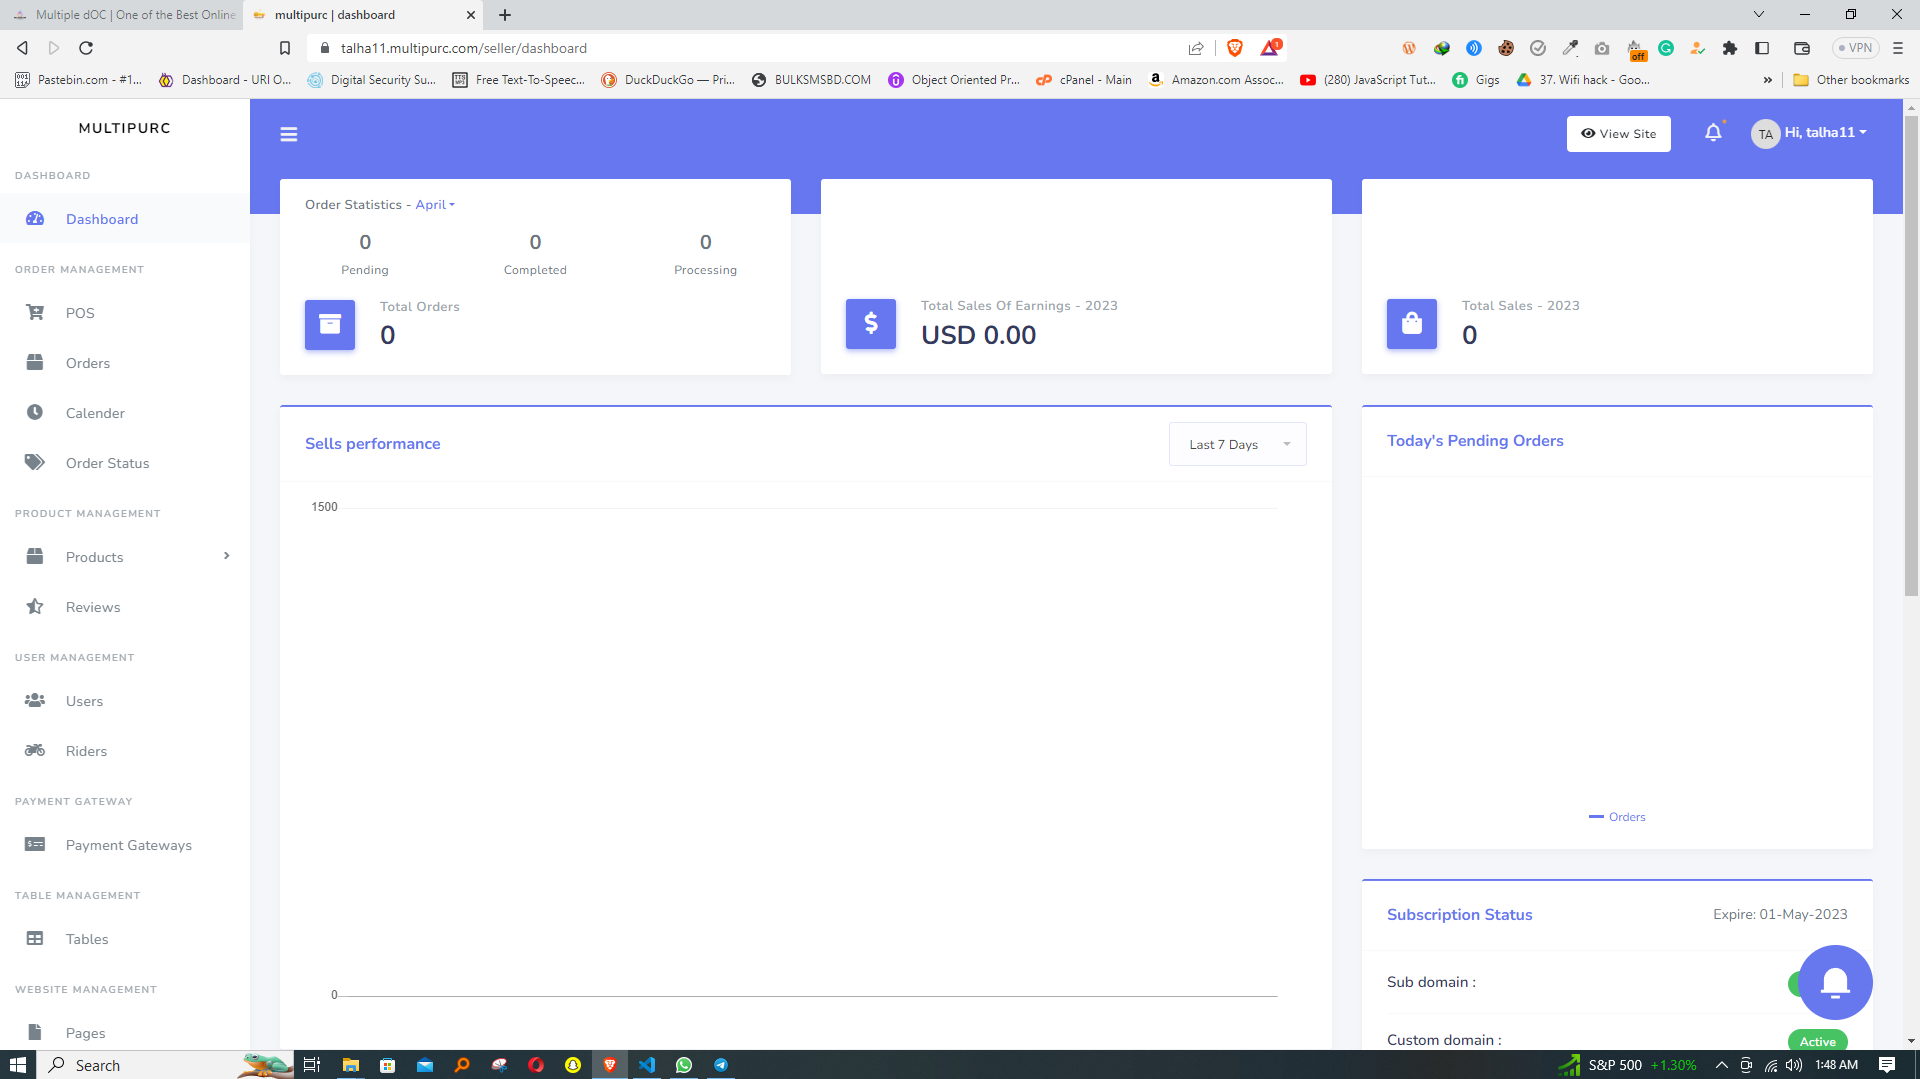 Multiple dOC | One of the Best Online
multipurc | dashboard
talha11.multipurc.com/seller/dashboard
1
off
VPN
Pastebin.com - #1...
Dashboard - URI O...
Digital Security Su...
Free Text-To-Speec...
DuckDuckGo — Pri...
BULKSMSBD.COM
Object Oriented Pr...
cPanel - Main
Amazon.com Assoc...
(280) JavaScript Tut...
Gigs
37. Wifi hack - Goo...
»
Other bookmarks
MULTIPURC
View Site
TA
Hi, talha11
DASHBOARD
Dashboard
ORDER MANAGEMENT
POS
Orders
Calender
Order Status
PRODUCT MANAGEMENT
Products
Reviews
USER MANAGEMENT
Users
Riders
PAYMENT GATEWAY
Payment Gateways
TABLE MANAGEMENT
Tables
WEBSITE MANAGEMENT
Pages
Order Statistics - April
0 0 0
Pending Completed Processing
Total Orders
0
Total Sales Of Earnings - 2023
USD 0.00
Total Sales - 2023
0
Sells performance
Last 7 Days
1500
0
Today's Pending Orders
Orders
Subscription Status
Expire: 01-May-2023
Sub domain :
Custom domain :
Active
Search
S&P 500 +1.30%
1:48 AM